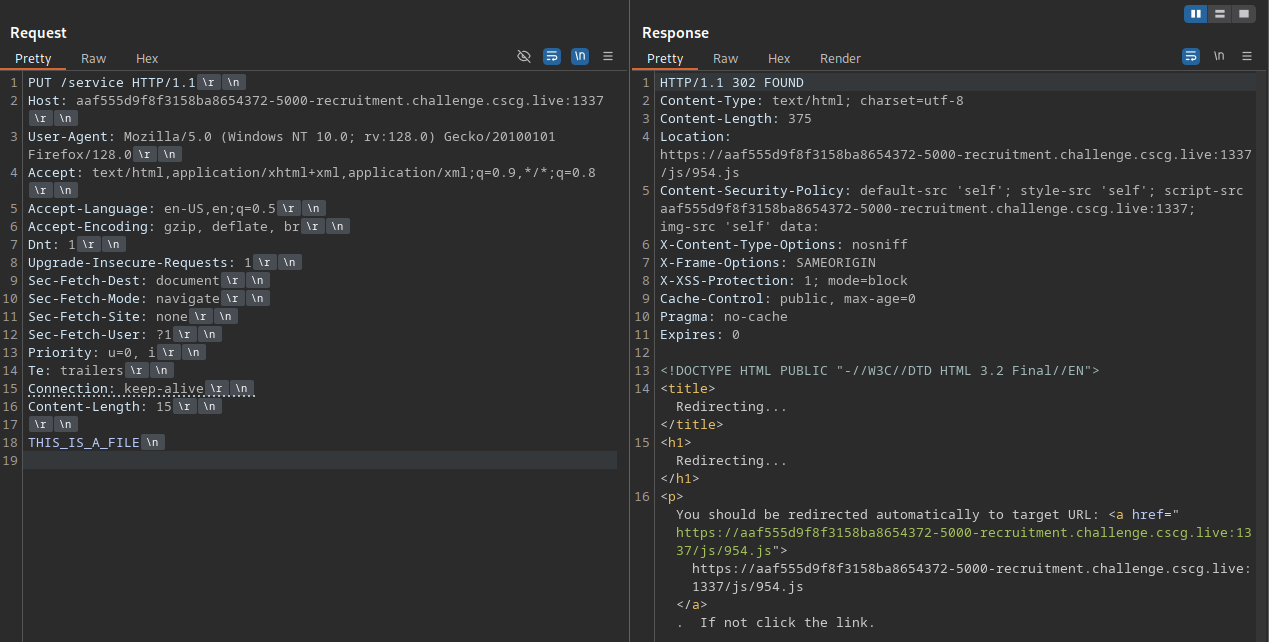 Request
Pretty Raw Hex
\n
1 PUT /service HTTP/1.1 \r \n
2 Host: aaf555d9f8f3158ba8654372-5000-recruitment.challenge.cscg.live:1337
\r \n
3 User-Agent: Mozilla/5.0 (Windows NT 10.0; rv:128.0) Gecko/20100101
Firefox/128.0 \r \n
4 Accept: text/html,application/xhtml+xml,application/xml;q=0.9,*/*;q=0.8
\r \n
5 Accept-Language: en-US,en;q=0.5 \r \n
6 Accept-Encoding: gzip, deflate, br \r \n
7 Dnt: 1 \r \n
8 Upgrade-Insecure-Requests: 1 \r \n
9 Sec-Fetch-Dest: document \r \n
10 Sec-Fetch-Mode: navigate \r \n
11 Sec-Fetch-Site: none \r \n
12 Sec-Fetch-User: ?1 \r \n
13 Priority: u=0, i \r \n
14 Te: trailers \r \n
15 Connection: keep-alive \r \n
16 Content-Length: 15 \r \n
17 \r \n
18 THIS_IS_A_FILE \n
19
Response
Pretty Raw Hex Render
\n
1 HTTP/1.1 302 FOUND
2 Content-Type: text/html; charset=utf-8
3 Content-Length: 375
4 Location:
https://aaf555d9f8f3158ba8654372-5000-recruitment.challenge.cscg.live:1337
/js/954.js
5 Content-Security-Policy: default-src 'self'; style-src 'self'; script-src
aaf555d9f8f3158ba8654372-5000-recruitment.challenge.cscg.live:1337;
img-src 'self' data:
6 X-Content-Type-Options: nosniff
7 X-Frame-Options: SAMEORIGIN
8 X-XSS-Protection: 1; mode=block
9 Cache-Control: public, max-age=0
10 Pragma: no-cache
11 Expires: 0
12
13 <!DOCTYPE HTML PUBLIC "-//W3C//DTD HTML 3.2 Final//EN">
14 <title>
Redirecting...
</title>
15 <h1>
Redirecting...
</h1>
16 <p>
You should be redirected automatically to target URL: <a href="
https://aaf555d9f8f3158ba8654372-5000-recruitment.challenge.cscg.live:13
37/js/954.js">
https://aaf555d9f8f3158ba8654372-5000-recruitment.challenge.cscg.live:
1337/js/954.js
</a>
. If not click the link.